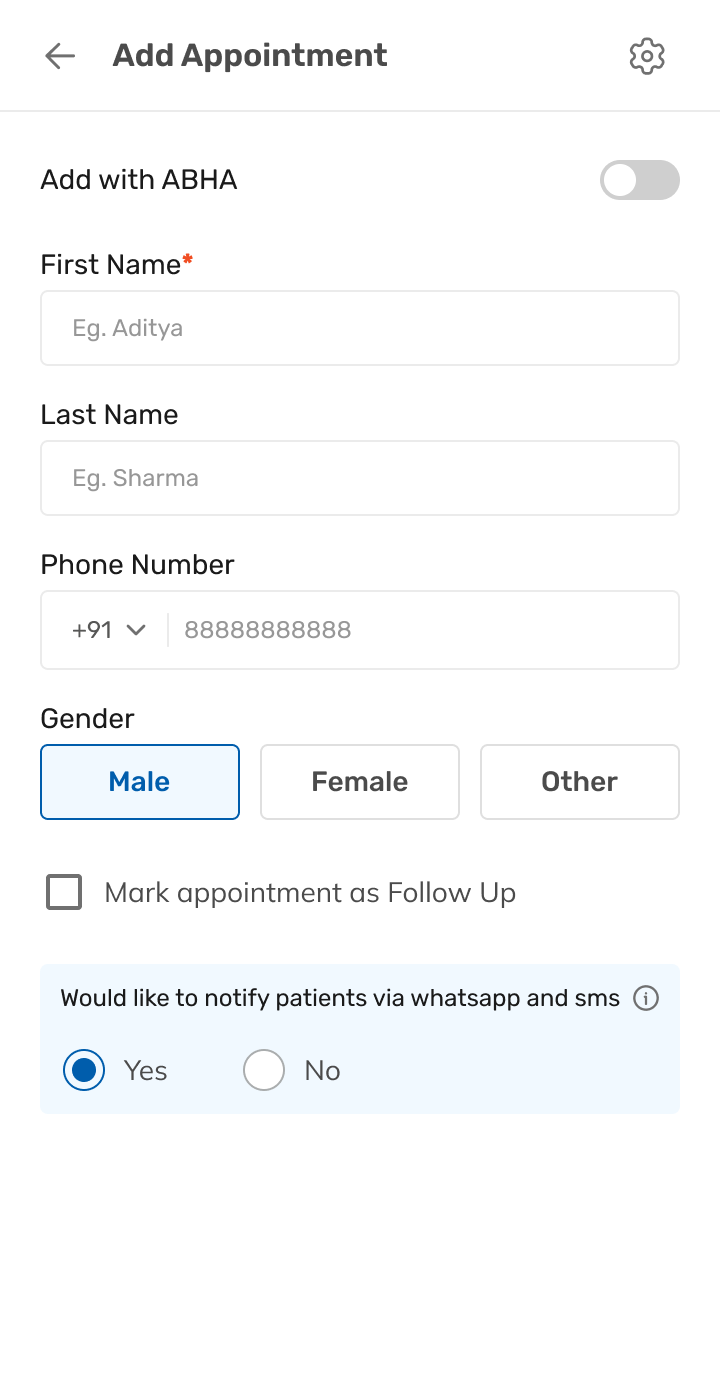 Add Appointment
Add with ABHA
First Name*
Eg. Aditya
Last Name
Eg. Sharma
Phone Number
+91 88888888888
Gender
Male Female Other
Mark appointment as Follow Up
Would like to notify patients via whatsapp and sms
Yes No